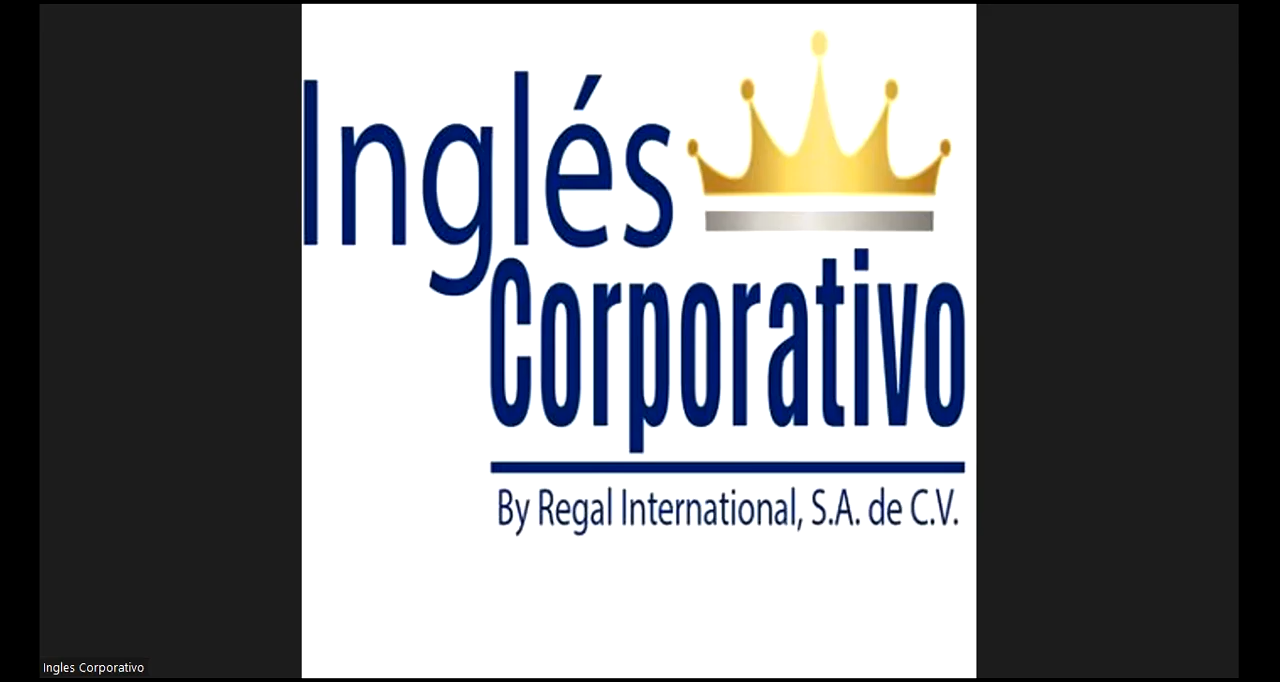 Inglés
Corporativo
By Regal International, S.A. de C.V.
Ingles Corporativo